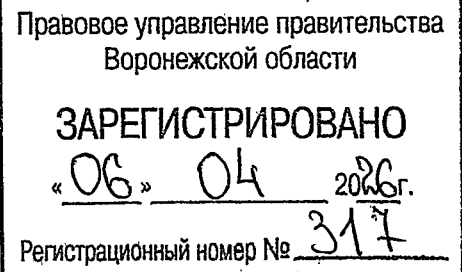 Правовое управление правительства
Воронежской области
ЗАРЕГИСТРИРОВАНО
«06» 04 2026г.
Регистрационный номер № 317